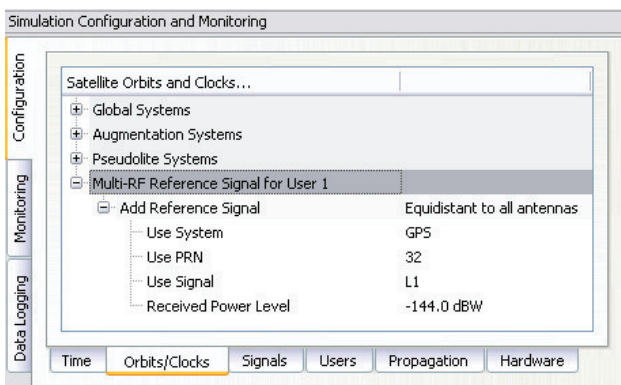 Simulation Configuration and Monitoring
Configuration
Monitoring
Data Logging
Satellite Orbits and Clocks...
Global Systems
Augmentation Systems
Pseudolite Systems
Multi-RF Reference Signal for User 1
Add Reference Signal Equidistant to all antennas
Use System GPS
Use PRN 32
Use Signal L1
Received Power Level -144.0 dBW
Time Orbits/Clocks Signals Users Propagation Hardware